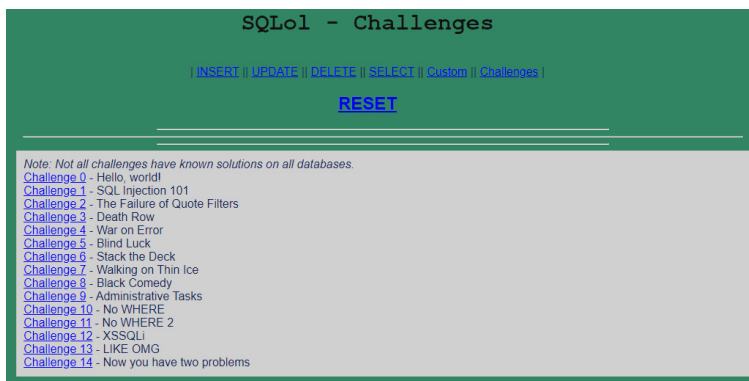 SQLol - Challenges
| INSERT || UPDATE || DELETE || SELECT || Custom || Challenges |
RESET
Note: Not all challenges have known solutions on all databases.
Challenge 0 - Hello, world!
Challenge 1 - SQL Injection 101
Challenge 2 - The Failure of Quote Filters
Challenge 3 - Death Row
Challenge 4 - War on Error
Challenge 5 - Blind Luck
Challenge 6 - Stack the Deck
Challenge 7 - Walking on Thin Ice
Challenge 8 - Black Comedy
Challenge 9 - Administrative Tasks
Challenge 10 - No WHERE
Challenge 11 - No WHERE 2
Challenge 12 - XSSQLi
Challenge 13 - LIKE OMG
Challenge 14 - Now you have two problems